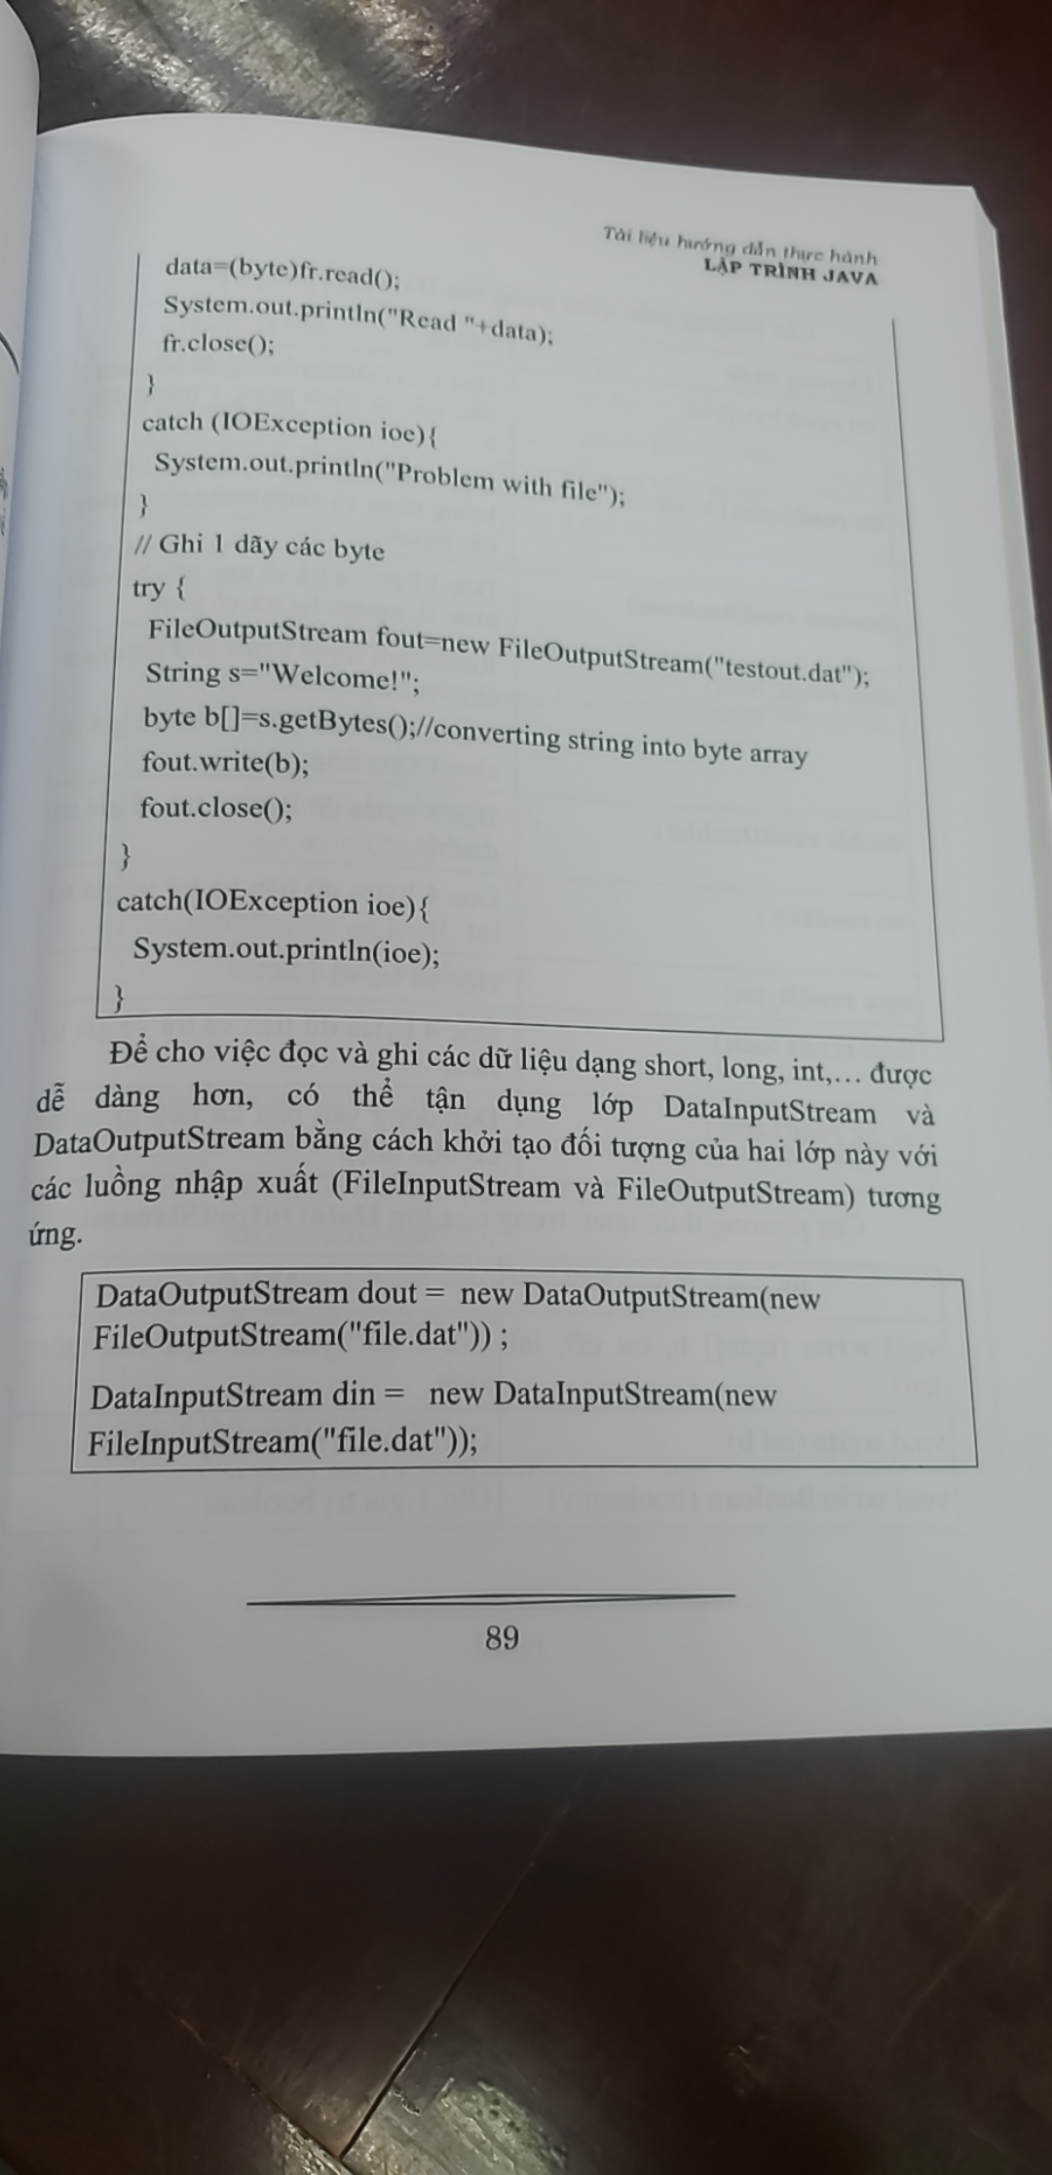 Tài liệu hướng dẫn thực hành
LẬP TRÌNH JAVA
data=(byte)fr.read();
System.out.println("Read "+data);
fr.close();
}
catch (IOException ioe){
System.out.println("Problem with file");
}
// Ghi 1 dãy các byte
try {
FileOutputStream fout=new FileOutputStream("testout.dat");
String s="Welcome!";
byte b[]=s.getBytes();//converting string into byte array
fout.write(b);
fout.close();
}
catch(IOException ioe){
System.out.println(ioe);
}
Để cho việc đọc và ghi các dữ liệu dạng short, long, int,... được
dễ dàng hơn, có thể tận dụng lớp DataInputStream và
DataOutputStream bằng cách khởi tạo đối tượng của hai lớp này với
các luồng nhập xuất (FileInputStream và FileOutputStream) tương
ứng.
DataOutputStream dout = new DataOutputStream(new
FileOutputStream("file.dat")) ;
DataInputStream din = new DataInputStream(new
FileInputStream("file.dat"));
89